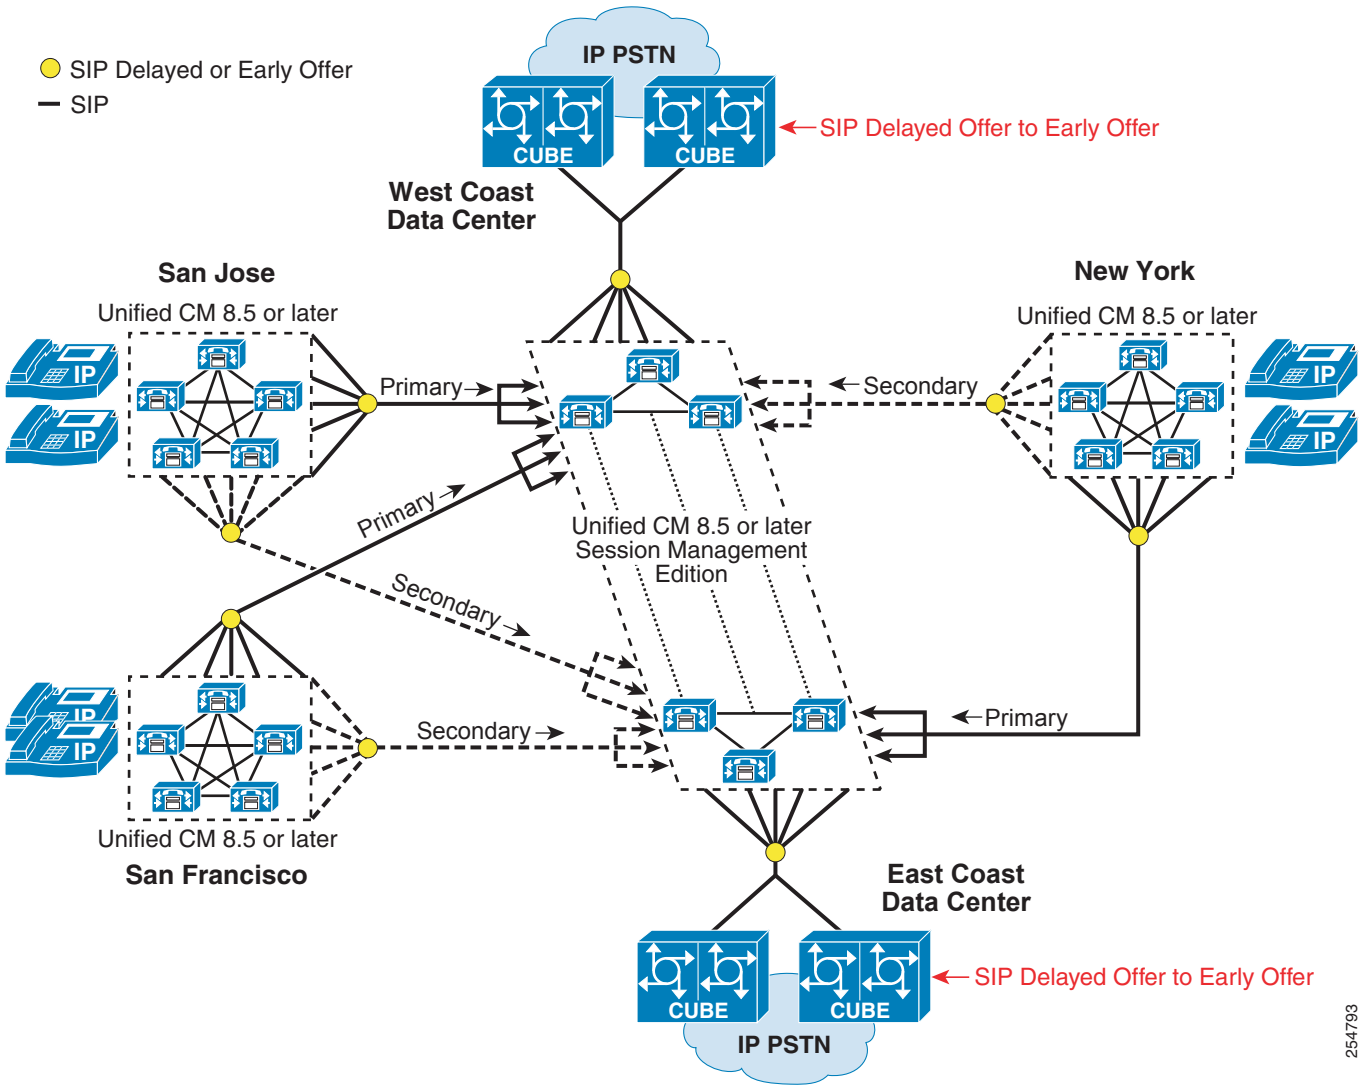 IP PSTN
SIP Delayed or Early Offer
SIP
CUBE
CUBE
SIP Delayed Offer to Early Offer
West Coast
Data Center
San Jose
Unified CM 8.5 or later
New York
Unified CM 8.5 or later
IP
IP
Primary
Secondary
IP
IP
Primary
Unified CM 8.5 or later
Session Management
Edition
Secondary
IP
IP
Secondary
Primary
Unified CM 8.5 or later
San Francisco
East Coast
Data Center
CUBE
CUBE
SIP Delayed Offer to Early Offer
IP PSTN
254793